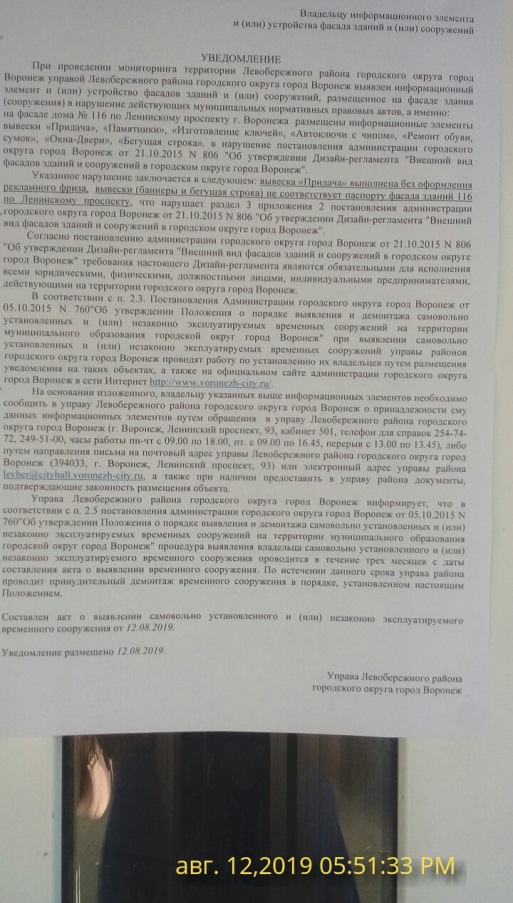 Владельцу информационного элемента
и (или) устройства фасада зданий и (или) сооружений
УВЕДОМЛЕНИЕ
При проведении мониторинга территории Левобережного района городского округа город
Воронеж управой Левобережного района городского округа город Воронеж выявлен информационный
элемент и (или) устройство фасадов зданий и (или) сооружений, размещенное на фасаде здания
(сооружения) в нарушение действующих муниципальных нормативных правовых актов, а именно:
на фасаде дома № 116 по Ленинскому проспекту г. Воронежа размещены информационные элементы
вывески «Придача», «Памятники», «Изготовление ключей», «Автоключи с чипом», «Ремонт обуви,
сумок», «Окна-Двери», «Бегущая строка», в нарушение постановления администрации городского
округа город Воронеж от 21.10.2015 N 806 "Об утверждении Дизайн-регламента "Внешний вид
фасадов зданий и сооружений в городском округе город Воронеж".
Указанное нарушение заключается в следующем: вывеска «Придача» выполнена без оформления
рекламного фриза, вывески (баннеры и бегущая строка) не соответствует паспорту фасада зданий 116
по Ленинскому проспекту, что нарушает раздел 3 приложения 2 постановления администрации
городского округа город Воронеж от 21.10.2015 N 806 "Об утверждении Дизайн-регламента "Внешний
вид фасадов зданий и сооружений в городском округе город Воронеж".
Согласно постановлению администрации городского округа город Воронеж от 21.10.2015 N 806
"Об утверждении Дизайн-регламента "Внешний вид фасадов зданий и сооружений в городском округе
город Воронеж" требования настоящего Дизайн-регламента являются обязательными для исполнения
всеми юридическими, физическими, должностными лицами, индивидуальными предпринимателями,
действующими на территории городского округа город Воронеж.
В соответствии с п. 2.3. Постановления Администрации городского округа город Воронеж от
05.10.2015 N 760"Об утверждении Положения о порядке выявления и демонтажа самовольно
установленных и (или) незаконно эксплуатируемых временных сооружений на территории
муниципального образования городской округ город Воронеж" при выявлении самовольно
установленных и (или) незаконно эксплуатируемых временных сооружений управы районов
городского округа город Воронеж проводят работу по установлению их владельцев путем размещения
уведомления на таких объектах, а также на официальном сайте администрации городского округа
город Воронеж в сети Интернет http://www.voronezh-city.ru/.
На основании изложенного, владельцу указанных выше информационных элементов необходимо
сообщить в управу Левобережного района городского округа город Воронеж о принадлежности ему
данных информационных элементов путем обращения в управу Левобережного района городского
округа город Воронеж (г. Воронеж, Ленинский проспект, 93, кабинет 501, телефон для справок 254-74-
72, 249-51-00, часы работы пн-чт с 09.00 по 18.00, пт. с 09.00 по 16.45, перерыв с 13.00 по 13.45), либо
путем направления письма на почтовый адрес управы Левобережного района городского округа город
Воронеж (394033, г. Воронеж, Ленинский проспект, 93) или электронный адрес управы района
levber@cityhall.voronezh-city.ru, а также при наличии предоставить в управу района документы,
подтверждающие законность размещения объекта.
Управа Левобережного района городского округа город Воронеж информирует, что в
соответствии с п. 2.5 постановления администрации городского округа город Воронеж от 05.10.2015 N
760"Об утверждении Положения о порядке выявления и демонтажа самовольно установленных и (или)
незаконно эксплуатируемых временных сооружений на территории муниципального образования
городской округ город Воронеж" процедура выявления владельца самовольно установленного и (или)
незаконно эксплуатируемого временного сооружения проводится в течение трех месяцев с даты
составления акта о выявлении временного сооружения. По истечении данного срока управа района
проводит принудительный демонтаж временного сооружения в порядке, установленном настоящим
Положением.
Составлен акт о выявлении самовольно установленного и (или) незаконно эксплуатируемого
временного сооружения от 12.08.2019.
Уведомление размещено 12.08.2019.
Управа Левобережного района
городского округа город Воронеж
авг. 12,2019 05:51:33 PM